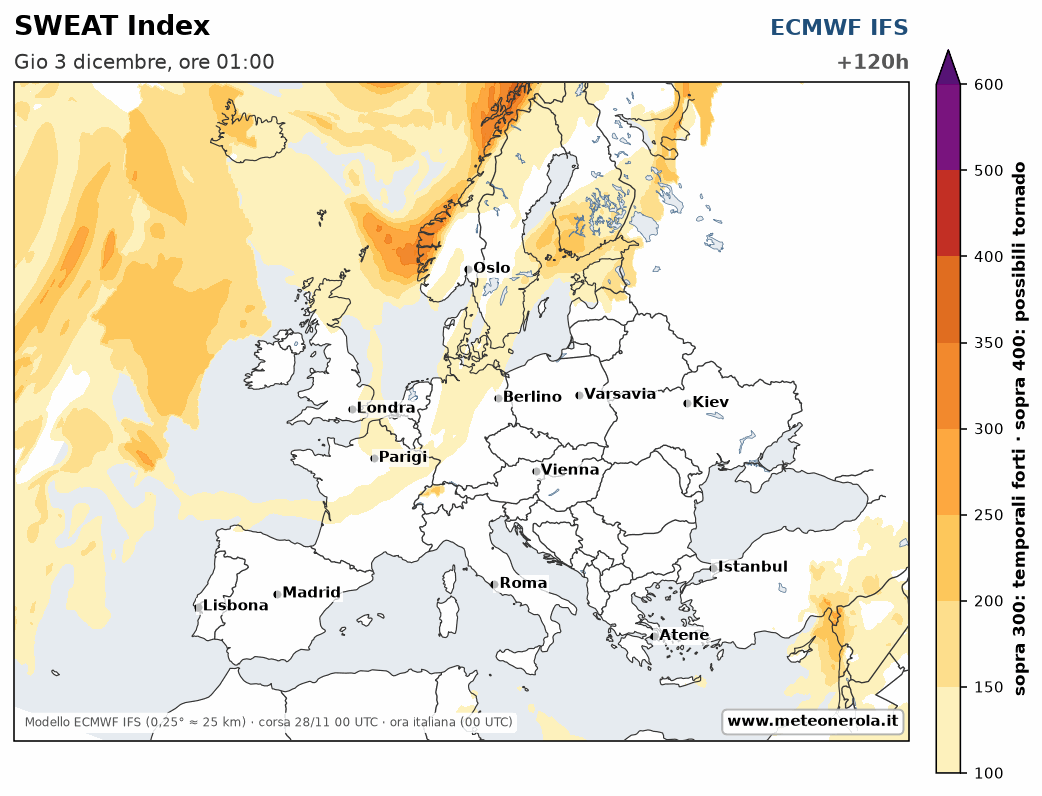 SWEAT Index
ECMWF IFS
Gio 3 dicembre, ore 01:00
+120h
600
500
400
350
300
250
200
150
100
sopra 300: temporali forti · sopra 400: possibili tornado
Oslo
Berlino
Varsavia
Kiev
Londra
Parigi
Vienna
Istanbul
Roma
Madrid
Lisbona
Atene
Modello ECMWF IFS (0,25° ≈ 25 km) · corsa 28/11 00 UTC · ora italiana (00 UTC)
www.meteonerola.it